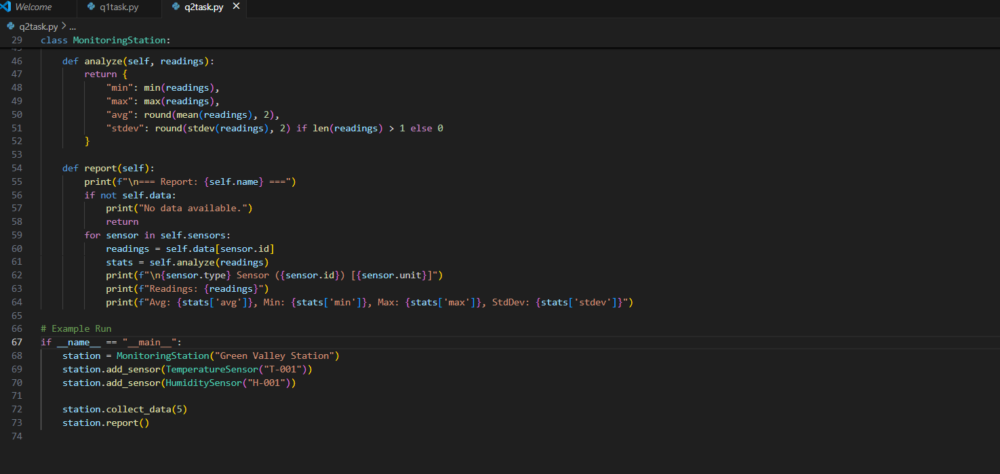 Welcome q1task.py q2task.py ×
q2task.py > ...
29 class MonitoringStation:
46     def analyze(self, readings):
47         return {
48             "min": min(readings),
49             "max": max(readings),
50             "avg": round(mean(readings), 2),
51             "stdev": round(stdev(readings), 2) if len(readings) > 1 else 0
52         }
53
54     def report(self):
55         print(f"\n=== Report: {self.name} ===")
56         if not self.data:
57             print("No data available.")
58             return
59         for sensor in self.sensors:
60             readings = self.data[sensor.id]
61             stats = self.analyze(readings)
62             print(f"\n{sensor.type} Sensor ({sensor.id}) [{sensor.unit}]")
63             print(f"Readings: {readings}")
64             print(f"Avg: {stats['avg']}, Min: {stats['min']}, Max: {stats['max']}, StdDev: {stats['stdev']}")
65
66 # Example Run
67 if __name__ == "__main__":
68     station = MonitoringStation("Green Valley Station")
69     station.add_sensor(TemperatureSensor("T-001"))
70     station.add_sensor(HumiditySensor("H-001"))
71
72     station.collect_data(5)
73     station.report()
74